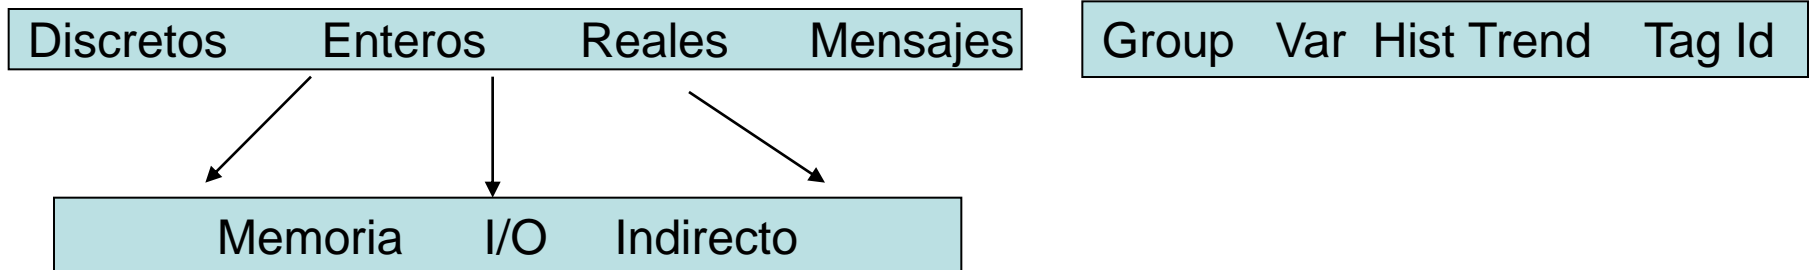 Discretos Enteros Reales Mensajes
Group Var Hist Trend Tag Id
Memoria I/O Indirecto